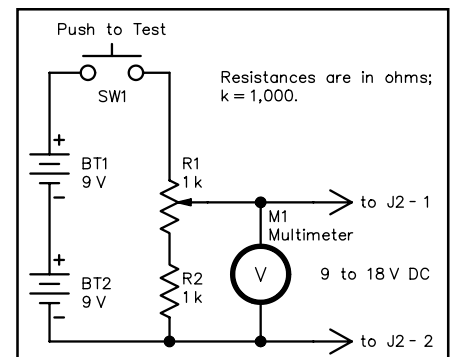 Push to Test
SW1
Resistances are in ohms;
k = 1,000.
+
BT1
9 V
−
R1
1 k
to J2 - 1
M1
Multimeter
+
BT2
9 V
−
R2
1 k
V
9 to 18 V DC
to J2 - 2